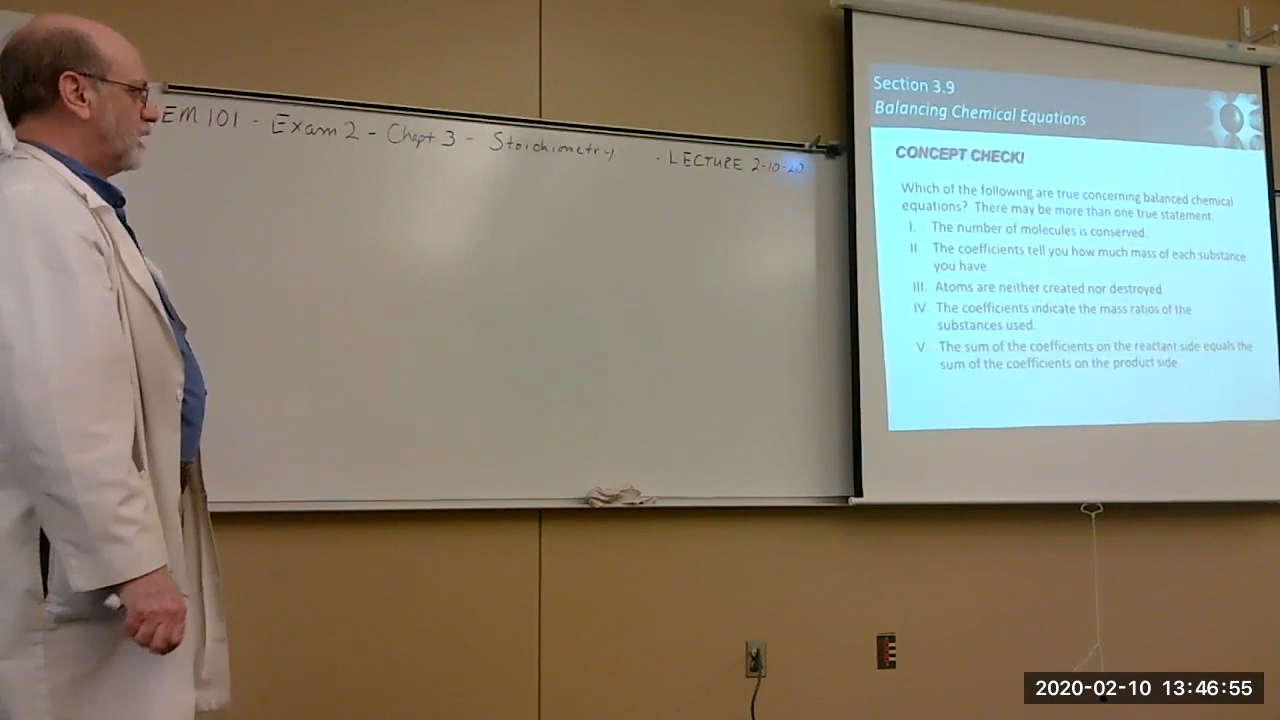 EM 101 - Exam 2 - Chapt 3 - Stoichiometry - LECTURE 2-10-20
Section 3.9
Balancing Chemical Equations
CONCEPT CHECK!
Which of the following are true concerning balanced chemical
equations? There may be more than one true statement.
I. The number of molecules is conserved.
II. The coefficients tell you how much mass of each substance
you have.
III. Atoms are neither created nor destroyed.
IV. The coefficients indicate the mass ratios of the
substances used.
V. The sum of the coefficients on the reactant side equals the
sum of the coefficients on the product side.
2020-02-10 13:46:55